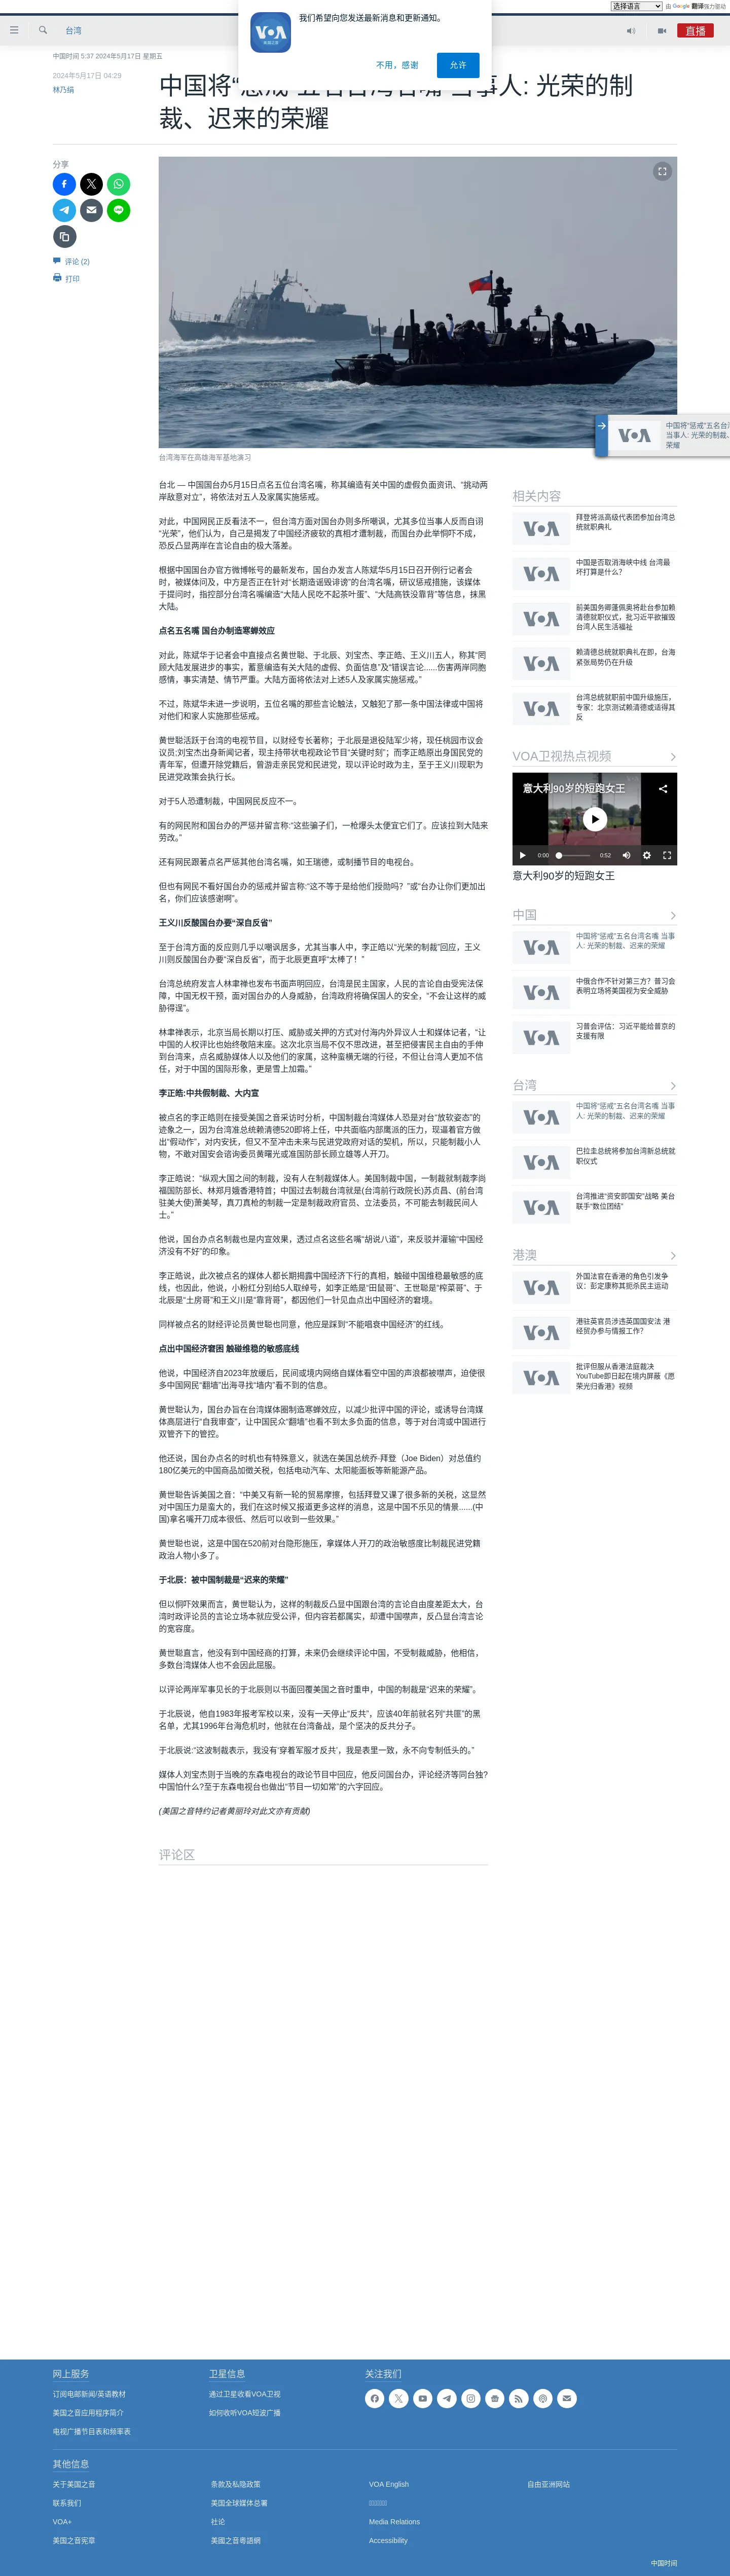 选择语言
由 Google 翻译强力驱动
我们希望向您发送最新消息和更新通知。
VOA
美国之音
不用，感谢
允许
台湾
直播
中国时间 5:37 2024年5月17日 星期五
2024年5月17日 04:29
林乃绢
人: 光荣的制
裁、迟来的荣耀
分享
评论 (2)
打印
台湾海军在高雄海军基地演习
中国将“惩戒”五名台湾
当事人: 光荣的制裁、
荣耀
VOA
台北 — 中国国台办5月15日点名五位台湾名嘴，称其编造有关中国的虚假负面资讯、“挑动两
岸敌意对立”，将依法对五人及家属实施惩戒。
对此，中国网民正反看法不一，但台湾方面对国台办则多所嘲讽，尤其多位当事人反而自诩
“光荣”，他们认为，自己是揭发了中国经济疲软的真相才遭制裁，而国台办此举恫吓不成，
恐反凸显两岸在言论自由的极大落差。
根据中国国台办官方微博帐号的最新发布，国台办发言人陈斌华5月15日召开例行记者会
时，被媒体问及，中方是否正在针对“长期造谣毁诽谤”的台湾名嘴，研议惩戒措施，该媒体
于提问时，指控部分台湾名嘴编造“大陆人民吃不起茶叶蛋”、“大陆高铁没靠背”等信息，抹黑
大陆。
点名五名嘴 国台办制造寒蝉效应
对此，陈斌华于记者会中直接点名黄世聪、于北辰、刘宝杰、李正皓、王义川五人，称其“罔
顾大陆发展进步的事实，蓄意编造有关大陆的虚假、负面信息”及“错误言论......伤害两岸同胞
感情，事实清楚、情节严重。大陆方面将依法对上述5人及家属实施惩戒。”
不过，陈斌华未进一步说明，五位名嘴的那些言论触法，又触犯了那一条中国法律或中国将
对他们和家人实施那些惩戒。
黄世聪活跃于台湾的电视节目，以财经专长著称；于北辰是退役陆军少将，现任桃园市议会
议员;刘宝杰出身新闻记者，现主持带状电视政论节目“关键时刻”；而李正皓原出身国民党的
青年军，但遭开除党籍后，曾游走亲民党和民进党，现以评论时政为主，至于王义川现职为
民进党政策会执行长。
对于5人恐遭制裁，中国网民反应不一。
有的网民附和国台办的严惩并留言称:“这些骗子们，一枪爆头太便宜它们了。应该拉到大陆来
劳改。”
还有网民跟著点名严惩其他台湾名嘴，如王瑞德，或制播节目的电视台。
但也有网民不看好国台办的惩戒并留言称:“这不等于是给他们授勋吗？”或“台办让你们更加出
名，你们应该感谢啊”。
王义川反酸国台办要“深自反省”
至于台湾方面的反应则几乎以嘲讽居多，尤其当事人中，李正皓以“光荣的制裁”回应，王义
川则反酸国台办要“深自反省”，而于北辰更直呼“太棒了！”
台湾总统府发言人林聿禅也发布书面声明回应，台湾是民主国家，人民的言论自由受宪法保
障，中国无权干预，面对国台办的人身威胁，台湾政府将确保国人的安全，“不会让这样的威
胁得逞”。
林聿禅表示，北京当局长期以打压、威胁或关押的方式对付海内外异议人士和媒体记者，“让
中国的人权评比也始终敬陪末座。这次北京当局不仅不思改进，甚至把侵害民主自由的手伸
到台湾来，点名威胁媒体人以及他们的家属，这种蛮横无端的行径，不但让台湾人更加不信
任，对于中国的国际形象，更是雪上加霜。”
李正皓:中共假制裁、大内宣
被点名的李正皓则在接受美国之音采访时分析，中国制裁台湾媒体人恐是对台“放软姿态”的
迹象之一，因为台湾准总统赖清德520即将上任，中共面临内部鹰派的压力，现逼着官方做
出“假动作”，对内安抚，但又不至冲击未来与民进党政府对话的契机，所以，只能制裁小人
物，不敢对国安会谘询委员黄曙光或准国防部长顾立雄等人开刀。
李正皓说：“纵观大国之间的制裁，没有人在制裁媒体人。美国制裁中国，一制裁就制裁李尚
福国防部长、林郑月娥香港特首；中国过去制裁台湾就是(台湾前行政院长)苏贞昌、(前台湾
驻美大使)萧美琴，真刀真枪的制裁一定是制裁政府官员、立法委员，不可能去制裁民间人
士。”
他说，国台办点名制裁也是内宣效果，透过点名这些名嘴“胡说八道”，来反驳并灌输“中国经
济没有不好”的印象。
李正皓说，此次被点名的媒体人都长期揭露中国经济下行的真相，触碰中国维稳最敏感的底
线，也因此，他说，小粉红分别给5人取绰号，如李正皓是“田鼠哥”、王世聪是“榨菜哥”、于
北辰是“土房哥”和王义川是“靠背哥”，都因他们一针见血点出中国经济的窘境。
同样被点名的财经评论员黄世聪也同意，他应是踩到“不能唱衰中国经济”的红线。
点出中国经济窘困 触碰维稳的敏感底线
他说，中国经济自2023年放缓后，民间或境内网络自媒体看空中国的声浪都被噤声，迫使很
多中国网民“翻墙”出海寻找“墙内”看不到的信息。
黄世聪认为，国台办旨在台湾媒体圈制造寒蝉效应，以减少批评中国的评论，或诱导台湾媒
体高层进行“自我审查”，让中国民众“翻墙”也看不到太多负面的信息，等于对台湾或中国进行
双管齐下的管控。
他还说，国台办点名的时机也有特殊意义，就选在美国总统乔·拜登（Joe Biden）对总值约
180亿美元的中国商品加徵关税，包括电动汽车、太阳能面板等新能源产品。
黄世聪告诉美国之音：“中美又有新一轮的贸易摩擦，包括拜登又课了很多新的关税，这显然
对中国压力是蛮大的，我们在这时候又报道更多这样的消息，这是中国不乐见的情景......(中
国)拿名嘴开刀成本很低、然后可以收到一些效果。”
黄世聪也说，这是中国在520前对台隐形施压，拿媒体人开刀的政治敏感度比制裁民进党籍
政治人物小多了。
于北辰：被中国制裁是“迟来的荣耀”
但以恫吓效果而言，黄世聪认为，这样的制裁反凸显中国跟台湾的言论自由度差距太大，台
湾时政评论员的言论立场本就应受公评，但内容若都属实，却遭中国噤声，反凸显台湾言论
的宽容度。
黄世聪直言，他没有到中国经商的打算，未来仍会继续评论中国，不受制裁威胁，他相信，
多数台湾媒体人也不会因此屈服。
以评论两岸军事见长的于北辰则以书面回覆美国之音时重申，中国的制裁是“迟来的荣耀”。
于北辰说，他自1983年报考军校以来，没有一天停止“反共”，应该40年前就名列“共匪”的黑
名单，尤其1996年台海危机时，他就在台湾备战，是个坚决的反共分子。
于北辰说:“这波制裁表示，我没有‘穿着军服才反共’，我是表里一致，永不向专制低头的。”
媒体人刘宝杰则于当晚的东森电视台的政论节目中回应，他反问国台办，评论经济等同台独?
中国怕什么?至于东森电视台也做出“节目一切如常”的六字回应。
(美国之音特约记者黄丽玲对此文亦有贡献)
评论区
相关内容
拜登将派高级代表团参加台湾总
统就职典礼
中国是否取消海峡中线 台湾最
坏打算是什么？
前美国务卿蓬佩奥将赴台参加赖
清德就职仪式，批习近平欲摧毁
台湾人民生活福祉
赖清德总统就职典礼在即，台海
紧张局势仍在升级
台湾总统就职前中国升级施压，
专家：北京测试赖清德或适得其
反
VOA卫视热点视频
意大利90岁的短跑女王
0:00
0:52
意大利90岁的短跑女王
中国
中国将“惩戒”五名台湾名嘴 当事
人: 光荣的制裁、迟来的荣耀
中俄合作不针对第三方？普习会
表明立场将美国视为安全威胁
习普会评估：习近平能给普京的
支援有限
台湾
中国将“惩戒”五名台湾名嘴 当事
人: 光荣的制裁、迟来的荣耀
巴拉圭总统将参加台湾新总统就
职仪式
台湾推进“资安即国安”战略 美台
联手“数位团结”
港澳
外国法官在香港的角色引发争
议：彭定康称其扼杀民主运动
港驻英官员涉违英国国安法 港
经贸办参与情报工作？
批评但服从香港法庭裁决
YouTube即日起在境内屏蔽《愿
荣光归香港》视频
网上服务
订阅电邮新闻/英语教材
美国之音应用程序简介
电视广播节目表和频率表
卫星信息
通过卫星收看VOA卫视
如何收听VOA短波广播
关注我们
其他信息
关于美国之音
联系我们
VOA+
美国之音宪章
条款及私隐政策
美国全球媒体总署
社论
美國之音粵語網
VOA English
Media Relations
Accessibility
自由亚洲网站
中国时间